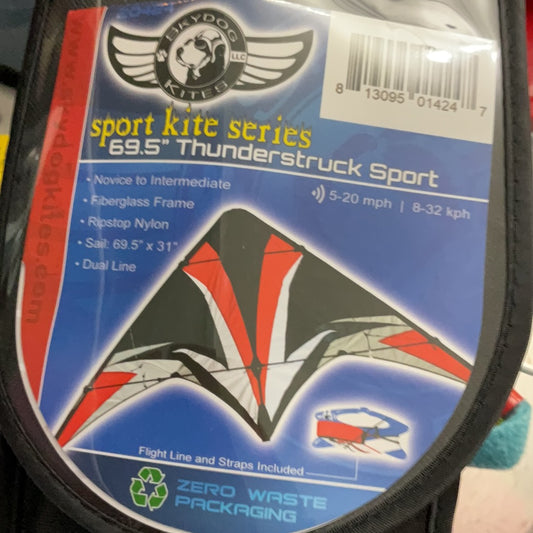 SKYDOG
LLC
KITES
8 13095 01424 7
sport kite series
69.5" Thunderstruck Sport
• Novice to Intermediate
• Fiberglass Frame
• Ripstop Nylon
• Sail: 69.5" x 31"
• Dual Line
5-20 mph | 8-32 kph
www.skydogkites.com
Flight Line and Straps Included
ZERO WASTE
PACKAGING